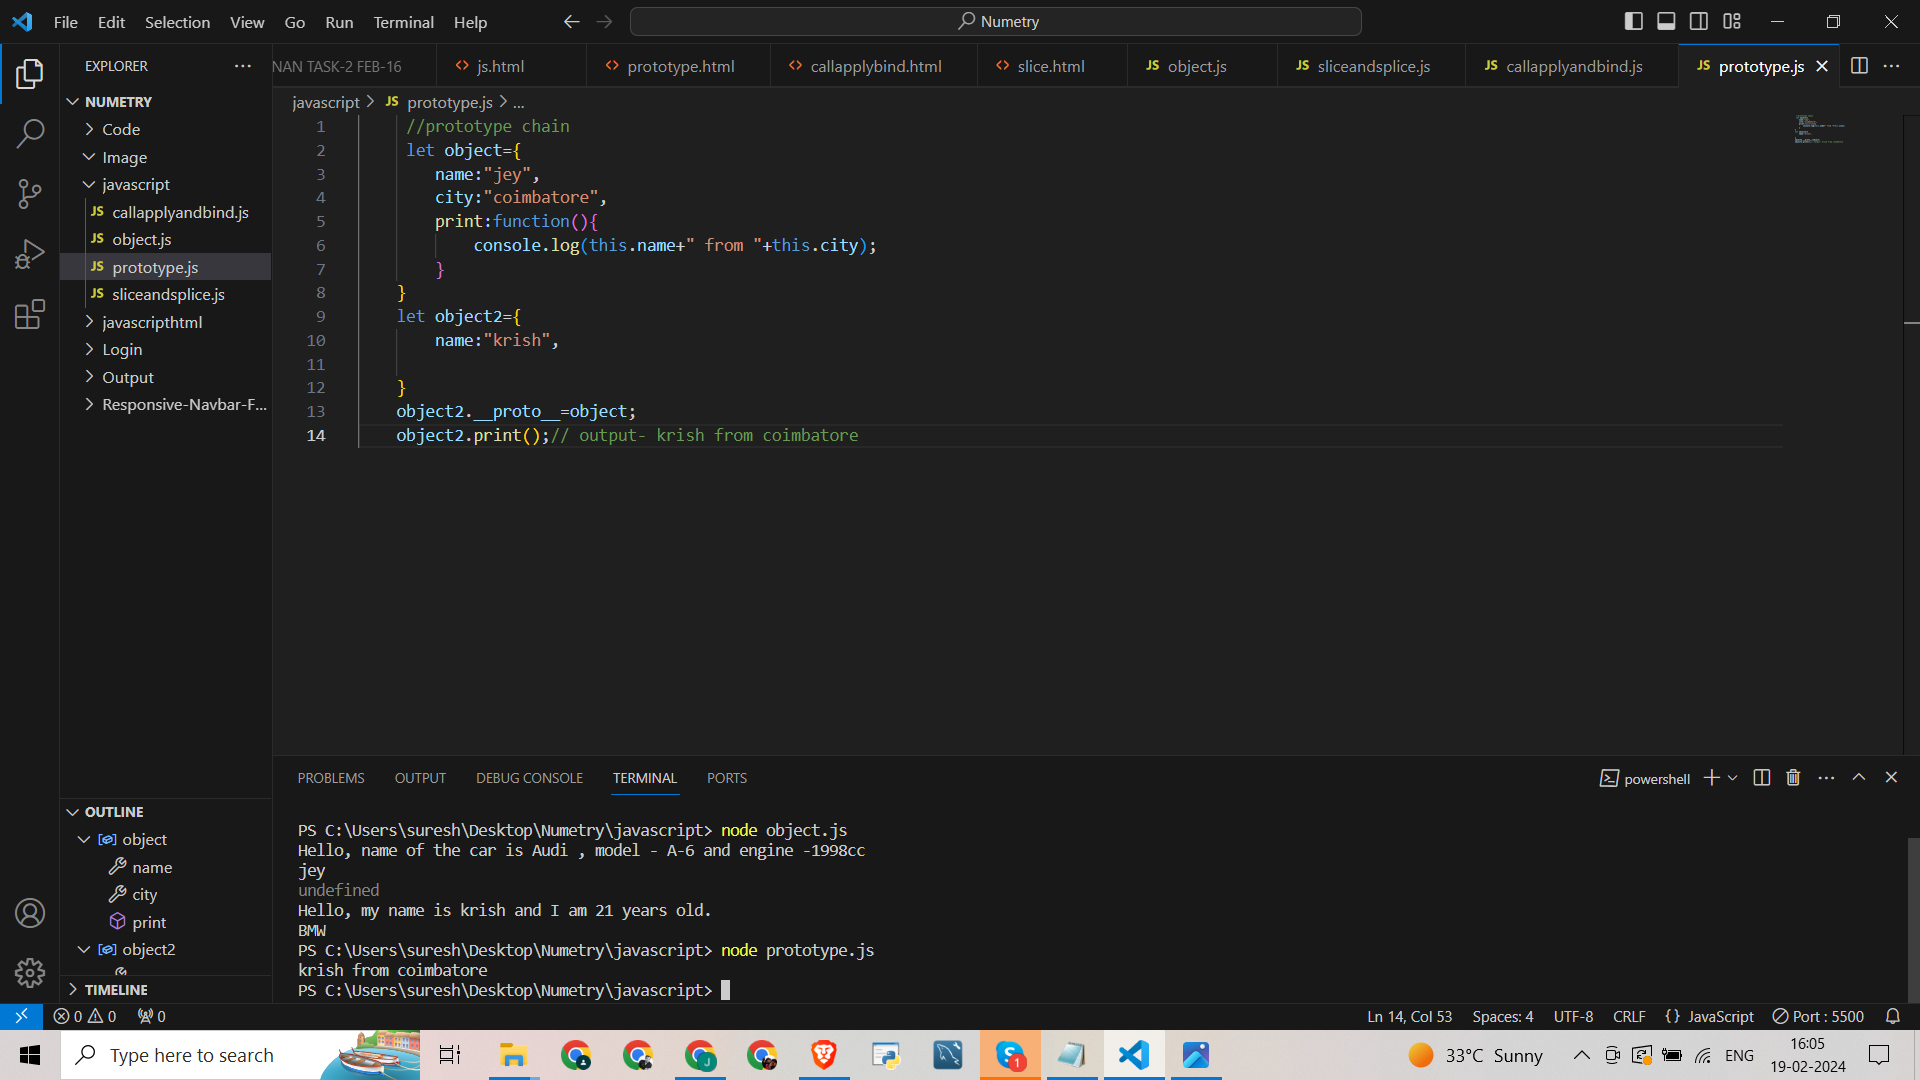 File Edit Selection View Go Run Terminal Help
Numetry
EXPLORER
NAN TASK-2 FEB-16
js.html
prototype.html
callapplybind.html
slice.html
JS object.js
JS sliceandsplice.js
JS callapplyandbind.js
JS prototype.js
NUMETRY
Code
Image
javascript
JS callapplyandbind.js
JS object.js
JS prototype.js
JS sliceandsplice.js
javascripthtml
Login
Output
Responsive-Navbar-F...
javascript > JS prototype.js > ...
1 //prototype chain
2 let object={
3 name:"jey",
4 city:"coimbatore",
5 print:function(){
6 console.log(this.name+" from "+this.city);
7 }
8 }
9 let object2={
10 name:"krish",
11
12 }
13 object2.__proto__=object;
14 object2.print();// output- krish from coimbatore
OUTLINE
object
name
city
print
object2
TIMELINE
PROBLEMS OUTPUT DEBUG CONSOLE TERMINAL PORTS
powershell
PS C:\Users\suresh\Desktop\Numetry\javascript> node object.js
Hello, name of the car is Audi , model - A-6 and engine -1998cc
jey
undefined
Hello, my name is krish and I am 21 years old.
BMW
PS C:\Users\suresh\Desktop\Numetry\javascript> node prototype.js
krish from coimbatore
PS C:\Users\suresh\Desktop\Numetry\javascript>
0 0 0
Ln 14, Col 53 Spaces: 4 UTF-8 CRLF {} JavaScript Port : 5500
Type here to search
J
S 1
33°C Sunny
ENG
16:05
19-02-2024